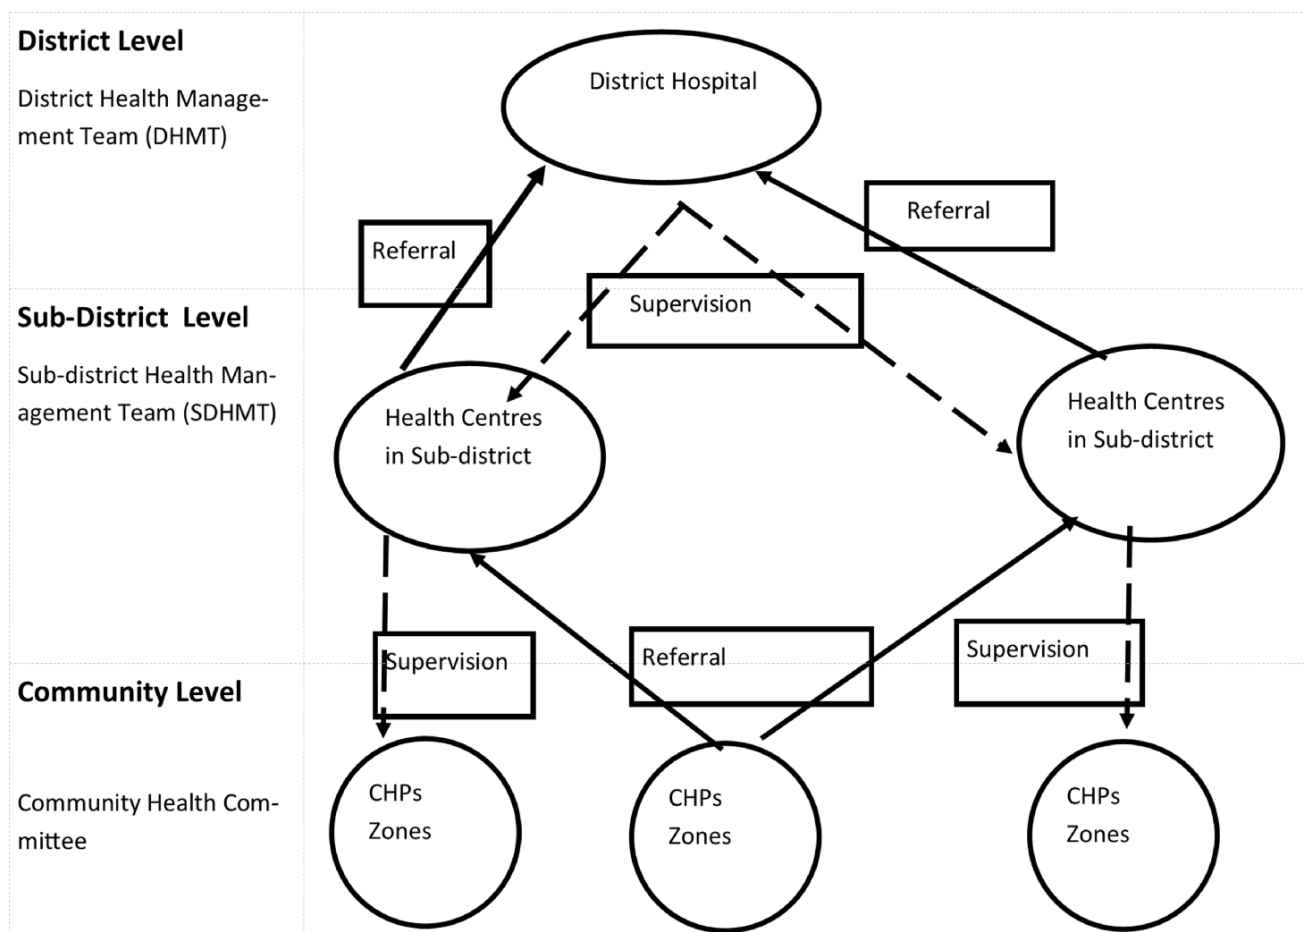 District Level
District Health Manage-
ment Team (DHMT)
District Hospital
Referral
Referral
Supervision
Sub-District  Level
Sub-district Health Man-
agement Team (SDHMT)
Health Centres
in Sub-district
Health Centres
in Sub-district
Supervision
Referral
Supervision
Community Level
Community Health Com-
mittee
CHPs
Zones
CHPs
Zones
CHPs
Zones